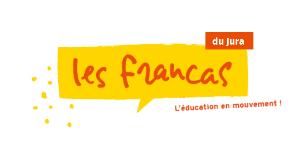 du Jura
les francas
L'éducation en mouvement !